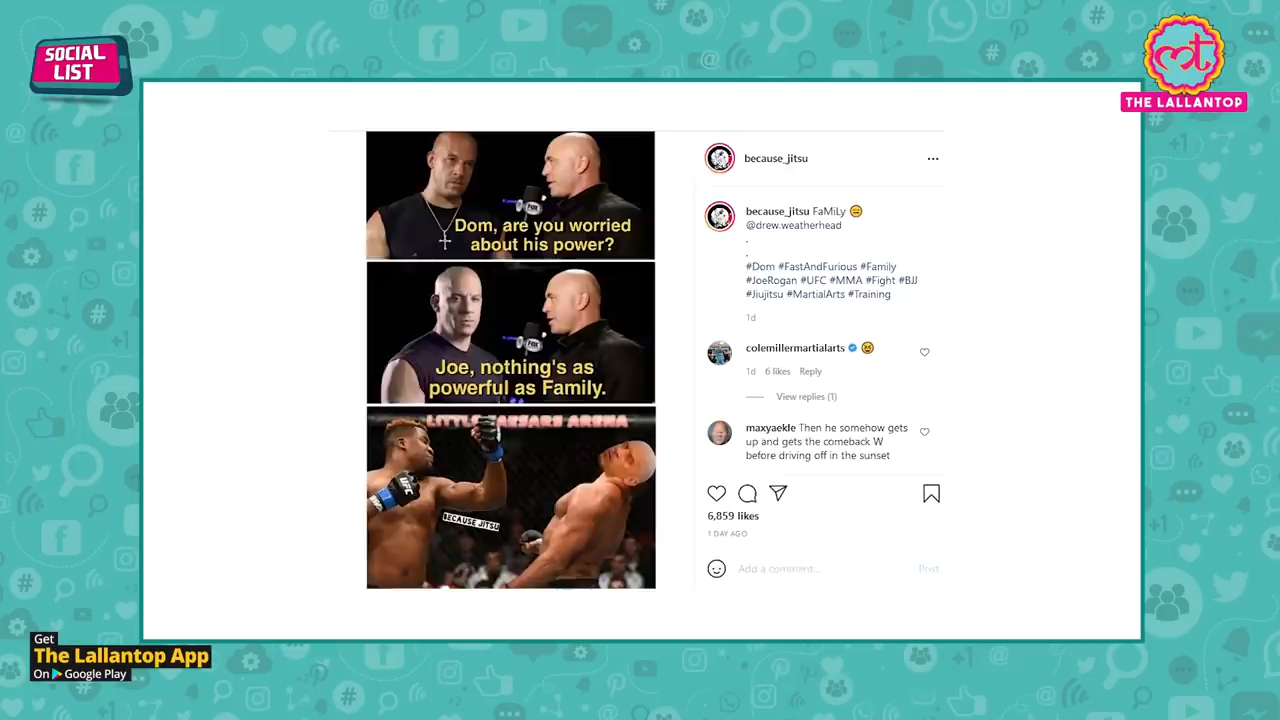 SOCIAL
LIST
THE LALLANTOP
FOX
Dom, are you worried
about his power?
FOX
Joe, nothing's as
powerful as Family.
LITTLE CAESARS ARENA
UFC
BECAUSE JITSU
because_jitsu
because_jitsu FaMiLy 😑
@drew.weatherhead
.
.
#Dom #FastAndFurious #Family
#JoeRogan #UFC #MMA #Fight #BJJ
#Jiujitsu #MartialArts #Training
1d
colemillermartialarts 😆
1d 6 likes Reply
View replies (1)
maxyaekle Then he somehow gets
up and gets the comeback W
before driving off in the sunset
6,859 likes
1 DAY AGO
Add a comment...
Post
Get
The Lallantop App
On Google Play